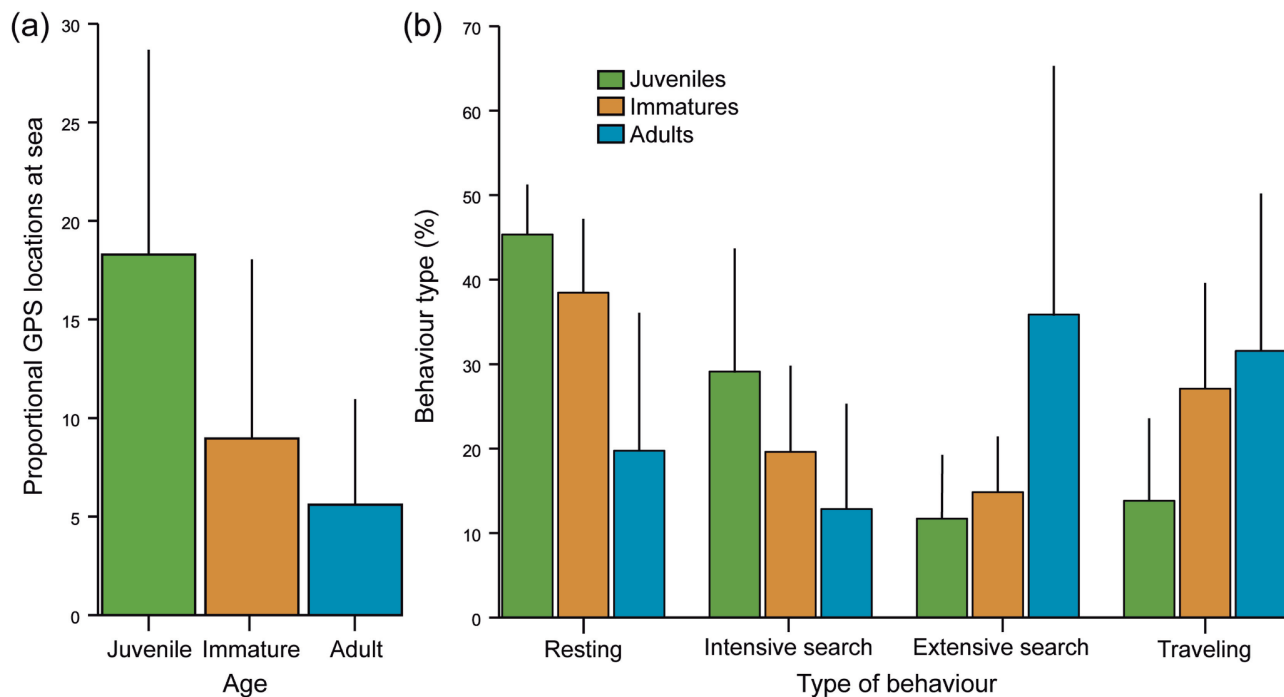 (a)
Proportional GPS locations at sea
30
25
20
15
10
5
0
Juvenile Immature Adult
Age
(b)
Behaviour type (%)
70
60
50
40
30
20
10
0
Juveniles
Immatures
Adults
Resting Intensive search Extensive search Traveling
Type of behaviour